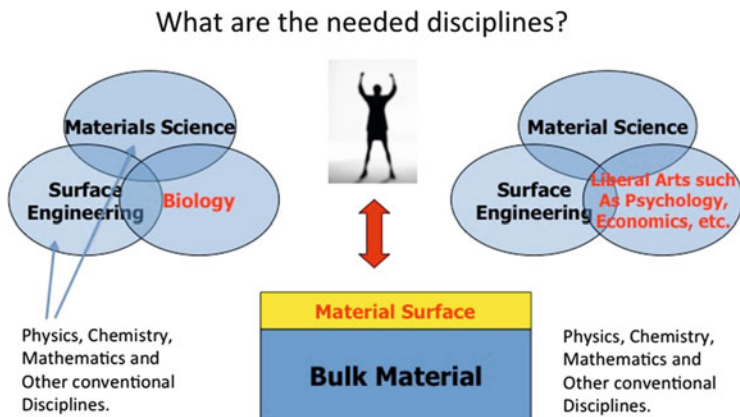 What are the needed disciplines?
Materials Science
Surface
Engineering
Biology
Material Science
Surface
Engineering
Liberal Arts such
As Psychology,
Economics, etc.
Physics, Chemistry,
Mathematics and
Other conventional
Disciplines.
Material Surface
Bulk Material
Physics, Chemistry,
Mathematics and
Other conventional
Disciplines.